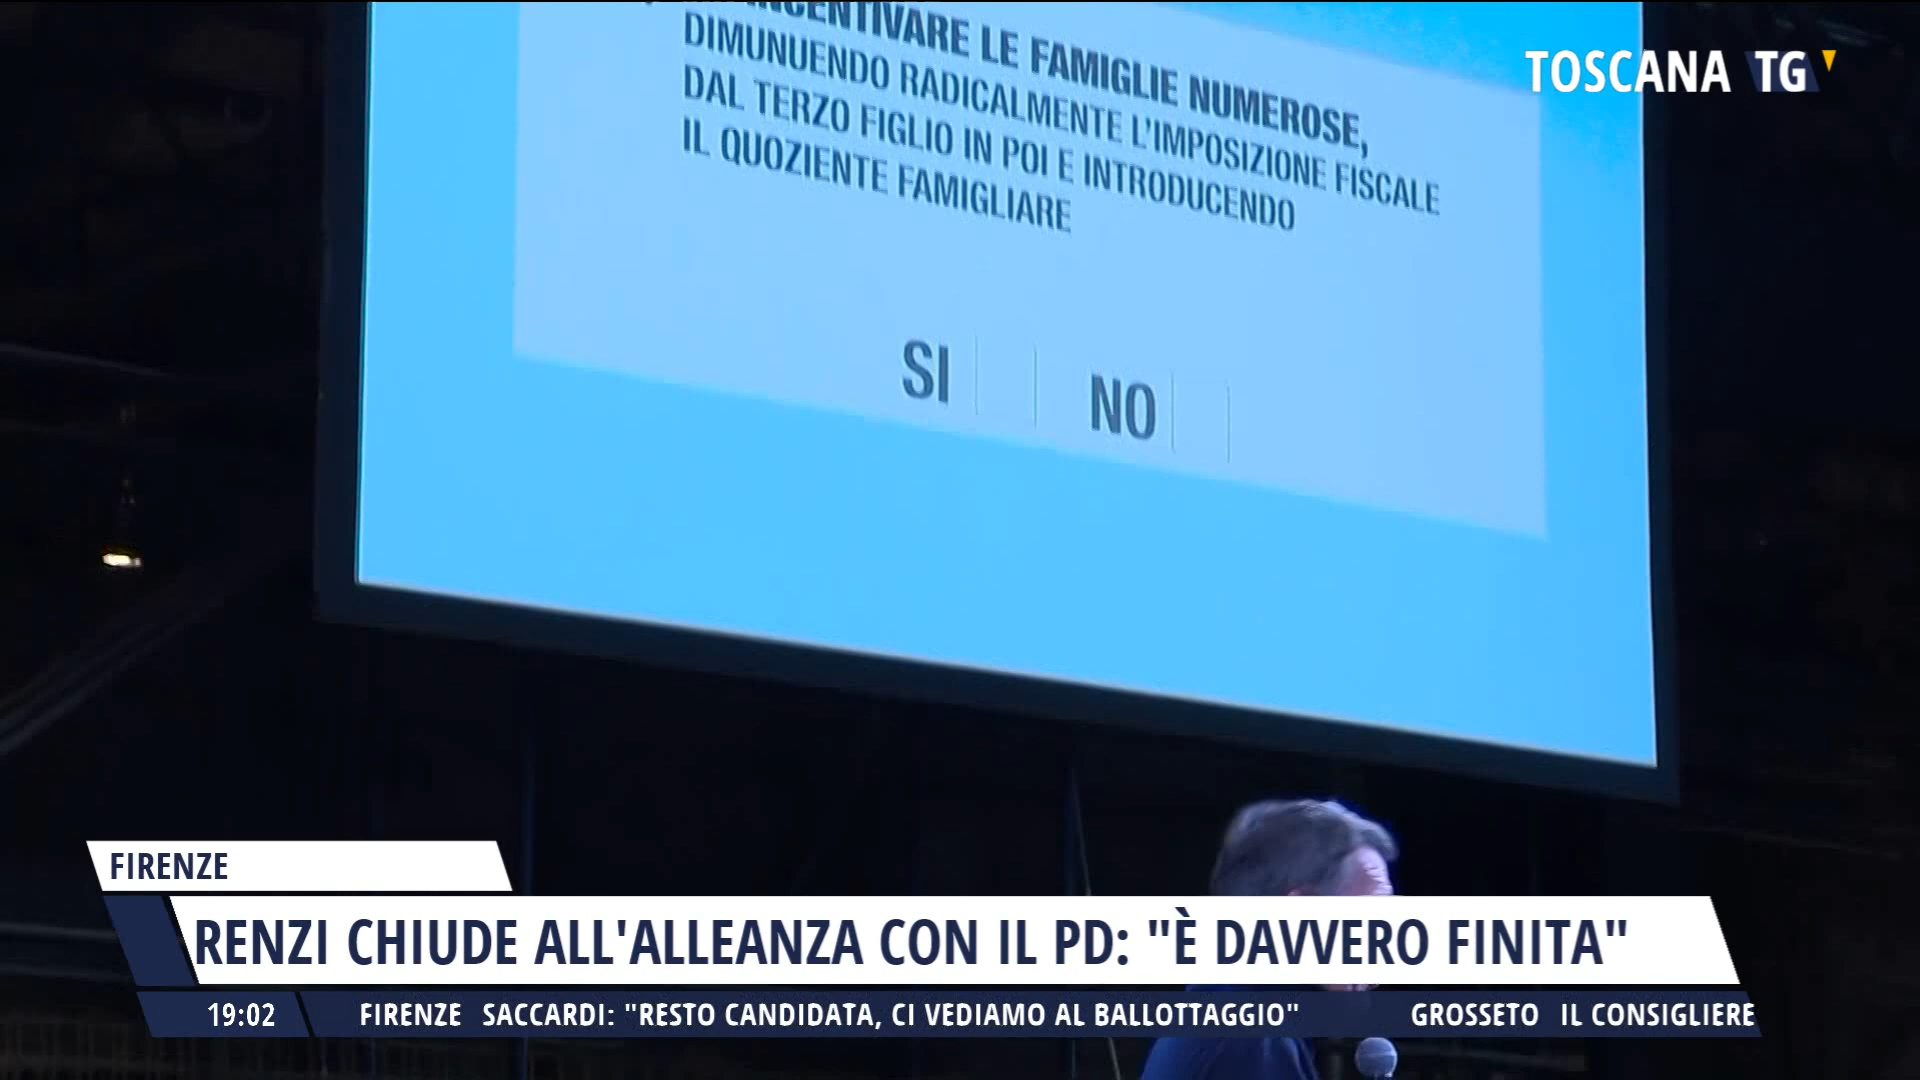 LE FAMIGLIE NUMEROSE,
DIMUNUENDO RADICALMENTE L'IMPOSIZIONE FISCALE
DAL TERZO FIGLIO IN POI E INTRODUCENDO
IL QUOZIENTE FAMIGLIARE
SI NO
TOSCANA TG
FIRENZE
RENZI CHIUDE ALL'ALLEANZA CON IL PD: "È DAVVERO FINITA"
19:02 FIRENZE SACCARDI: "RESTO CANDIDATA, CI VEDIAMO AL BALLOTTAGGIO" GROSSETO IL CONSIGLIERE